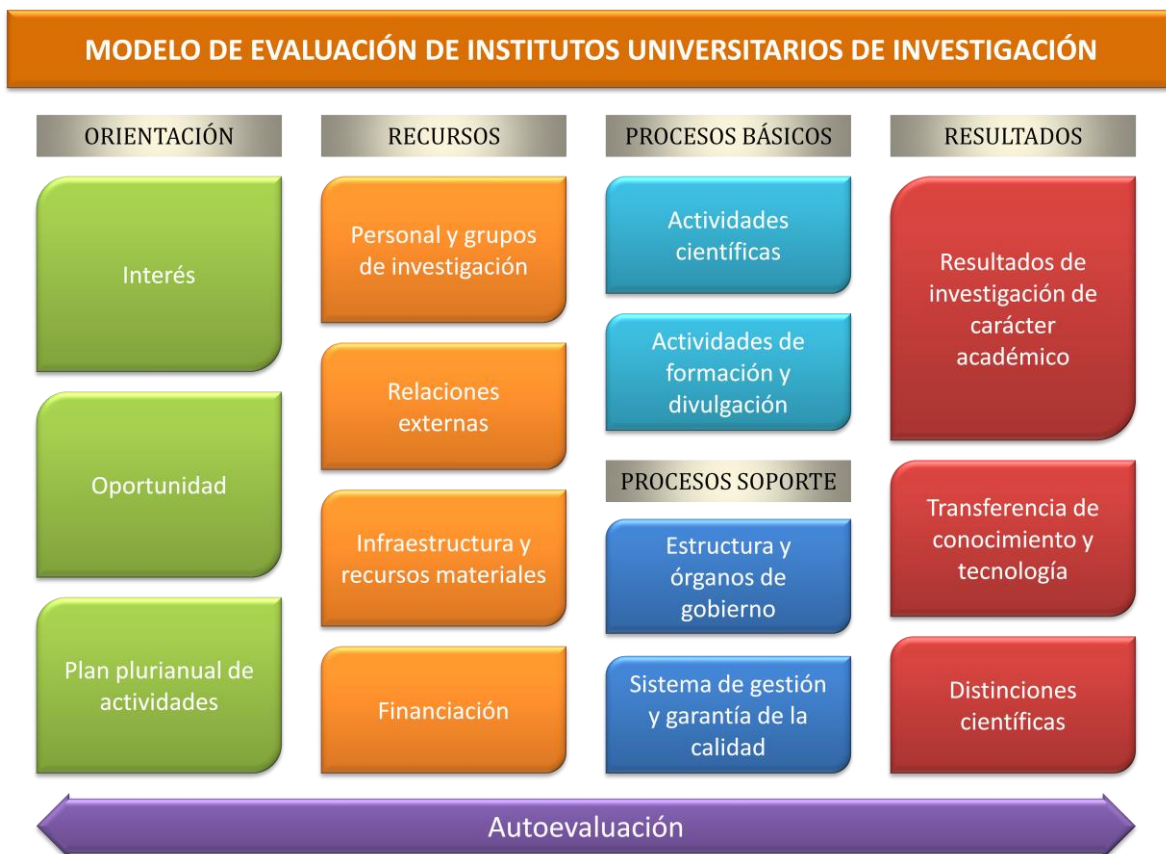 MODELO DE EVALUACIÓN DE INSTITUTOS UNIVERSITARIOS DE INVESTIGACIÓN
ORIENTACIÓN
Interés
Oportunidad
Plan plurianual de
actividades
RECURSOS
Personal y grupos
de investigación
Relaciones
externas
Infraestructura y
recursos materiales
Financiación
PROCESOS BÁSICOS
Actividades
científicas
Actividades de
formación y
divulgación
PROCESOS SOPORTE
Estructura y
órganos de
gobierno
Sistema de gestión
y garantía de la
calidad
RESULTADOS
Resultados de
investigación de
carácter
académico
Transferencia de
conocimiento y
tecnología
Distinciones
científicas
Autoevaluación